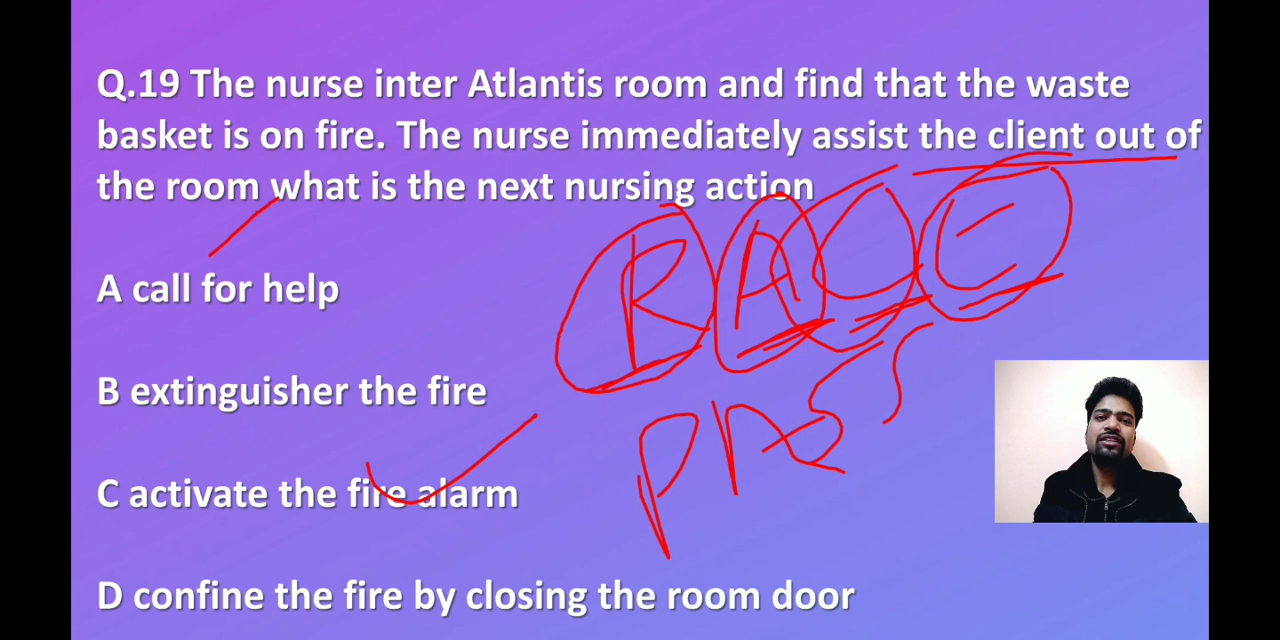 Q.19 The nurse inter Atlantis room and find that the waste
basket is on fire. The nurse immediately assist the client out of
the room what is the next nursing action
RACE
A call for help
B extinguisher the fire
PASS
C activate the fire alarm
D confine the fire by closing the room door